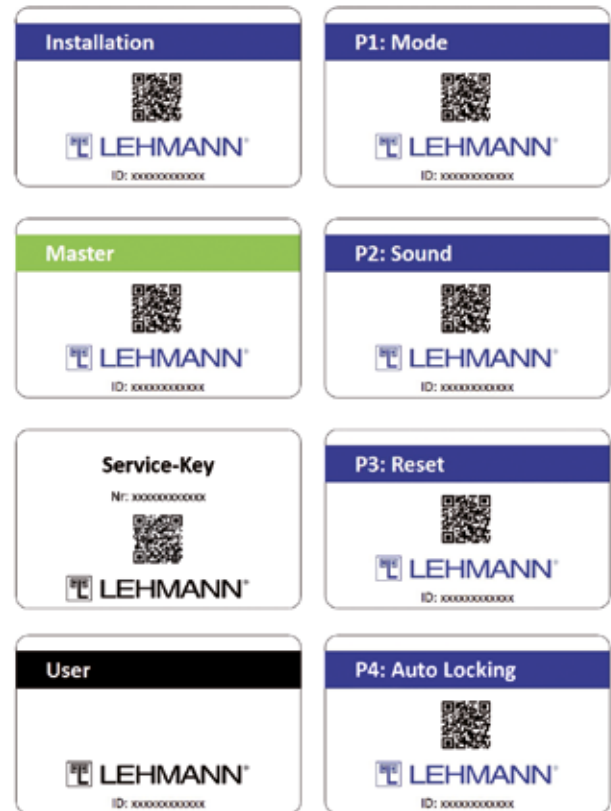 Installation
LEHMANN®
ID: xxxxxxxxxxxx
P1: Mode
LEHMANN®
ID: xxxxxxxxxxxx
Master
LEHMANN®
ID: xxxxxxxxxxxx
P2: Sound
LEHMANN®
ID: xxxxxxxxxxxx
Service-Key
Nr: xxxxxxxxxxxx
LEHMANN®
P3: Reset
LEHMANN®
ID: xxxxxxxxxxxx
User
LEHMANN®
ID: xxxxxxxxxxxx
P4: Auto Locking
LEHMANN®
ID: xxxxxxxxxxxx